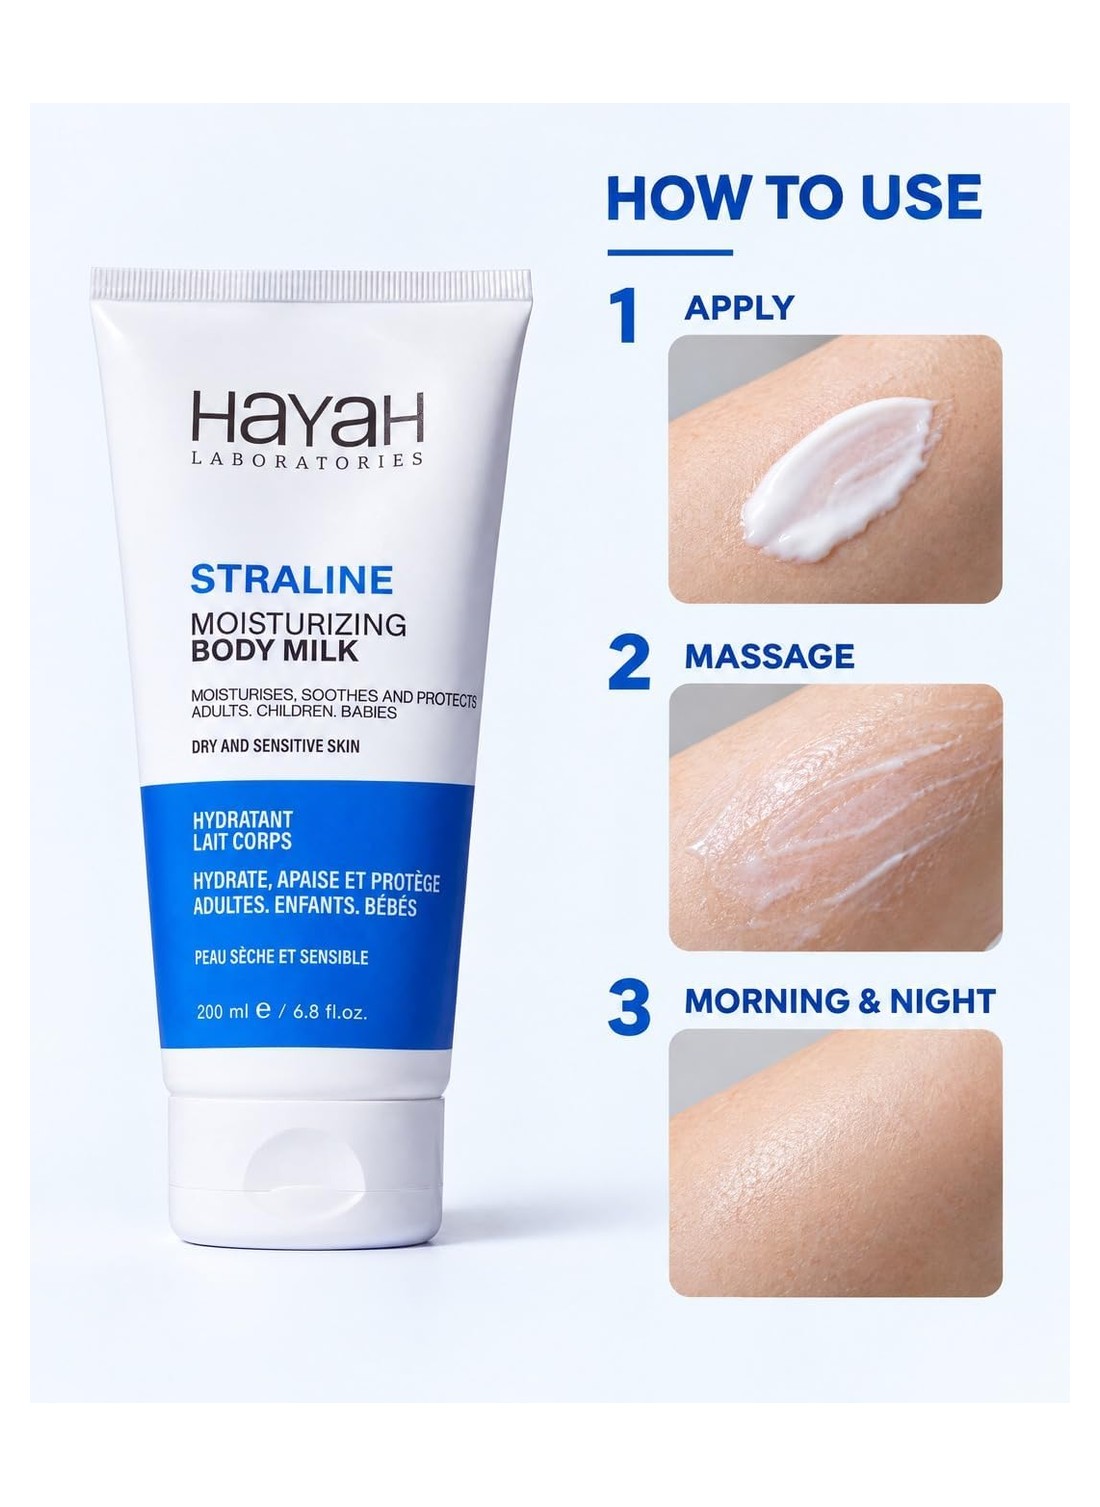 HaYaH
LABORATORIES
STRALINE
MOISTURIZING
BODY MILK
MOISTURISES, SOOTHES AND PROTECTS
ADULTS. CHILDREN. BABIES
DRY AND SENSITIVE SKIN
HYDRATANT
LAIT CORPS
HYDRATE, APAISE ET PROTÈGE
ADULTES. ENFANTS. BÉBÉS
PEAU SÈCHE ET SENSIBLE
200 ml e / 6.8 fl.oz.
HOW TO USE
1 APPLY
2 MASSAGE
3 MORNING & NIGHT